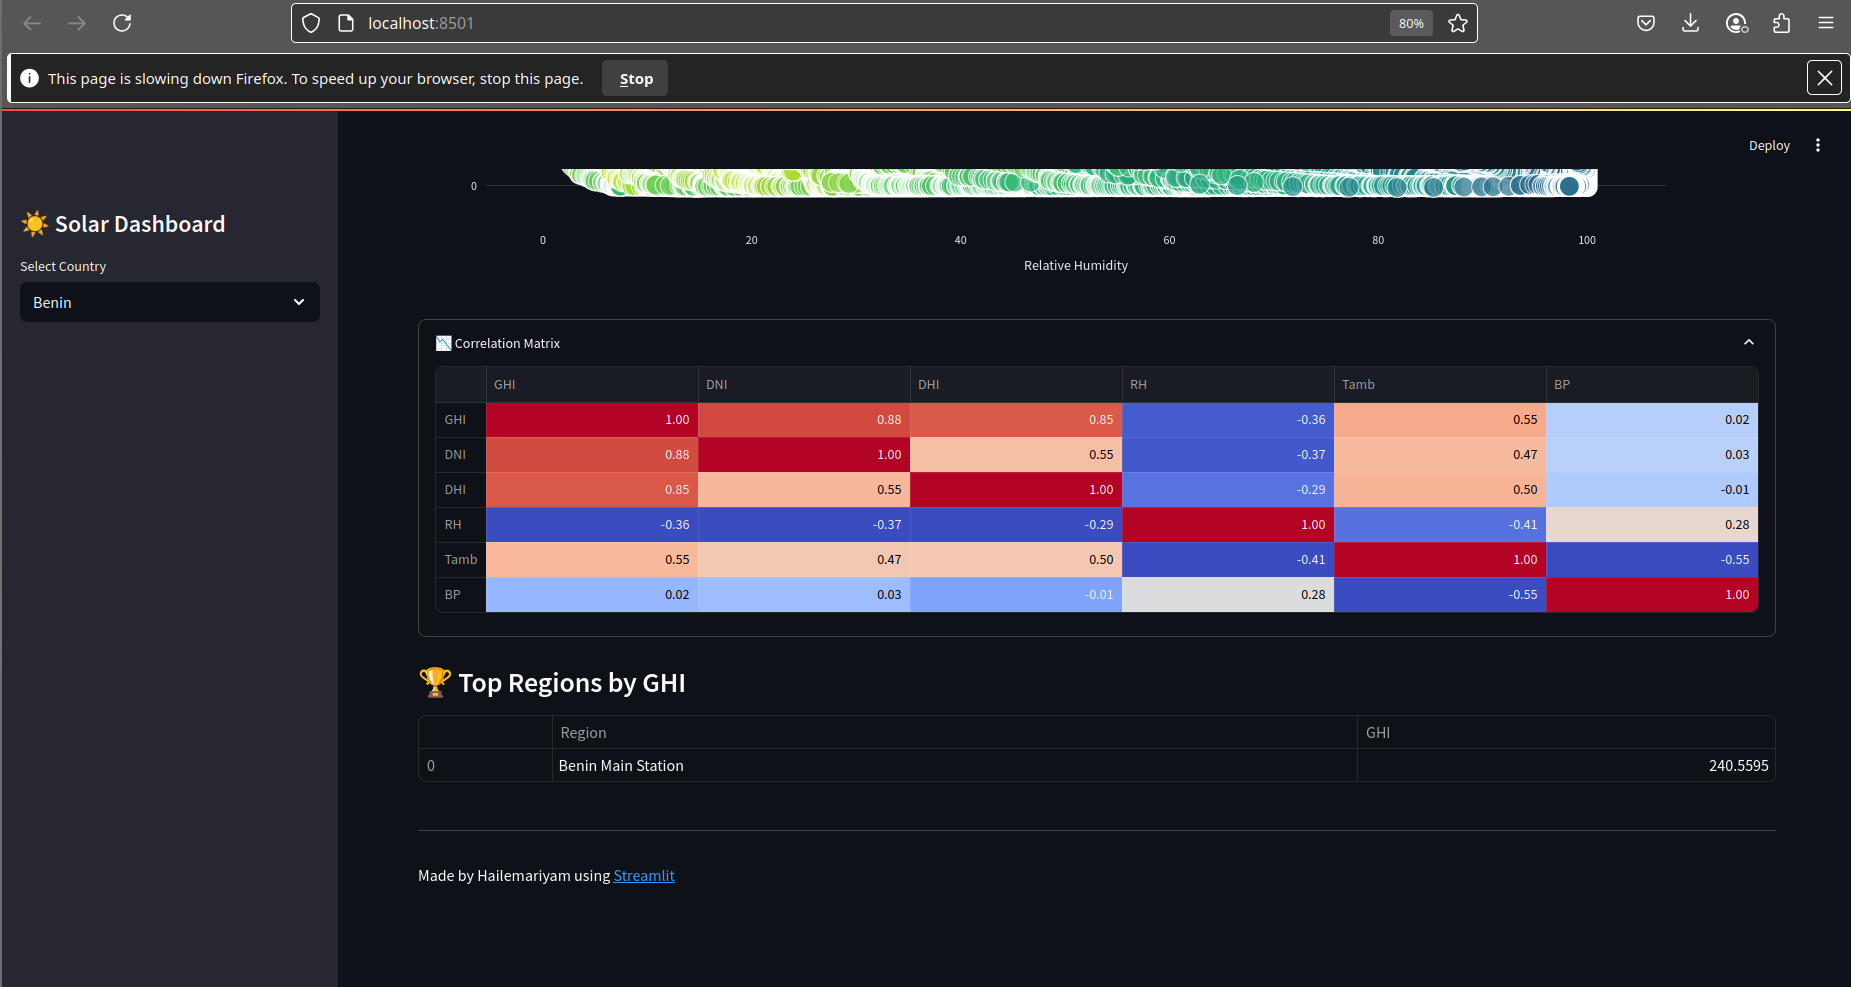 localhost:8501
80%
This page is slowing down Firefox. To speed up your browser, stop this page.
Stop
Deploy
Solar Dashboard
Select Country
Benin
0
0 20 40 60 80 100
Relative Humidity
Correlation Matrix
GHI DNI DHI RH Tamb BP
GHI 1.00 0.88 0.85 -0.36 0.55 0.02
DNI 0.88 1.00 0.55 -0.37 0.47 0.03
DHI 0.85 0.55 1.00 -0.29 0.50 -0.01
RH -0.36 -0.37 -0.29 1.00 -0.41 0.28
Tamb 0.55 0.47 0.50 -0.41 1.00 -0.55
BP 0.02 0.03 -0.01 0.28 -0.55 1.00
Top Regions by GHI
Region GHI
0 Benin Main Station 240.5595
Made by Hailemariyam using Streamlit